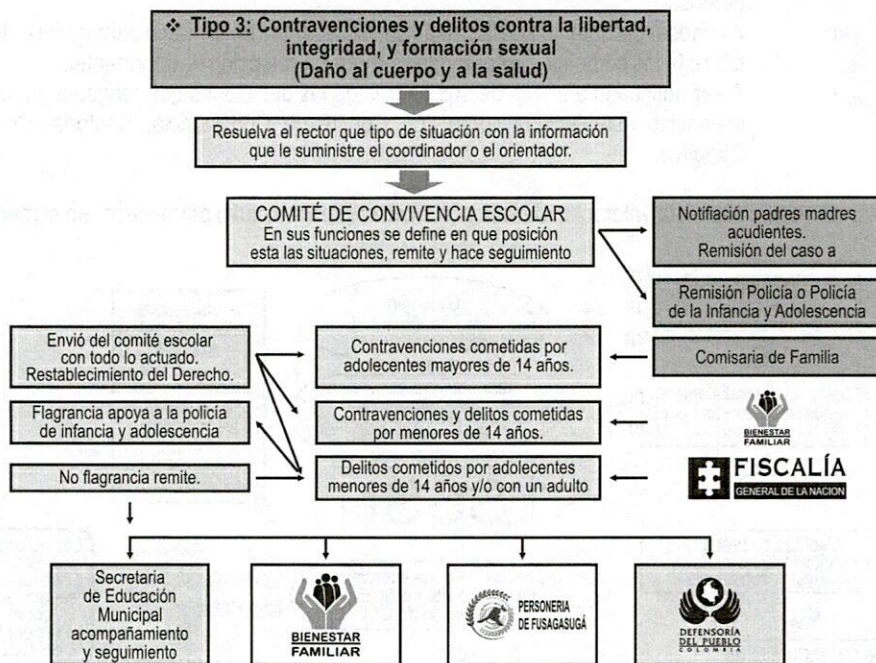 ❖ Tipo 3: Contravenciones y delitos contra la libertad,
integridad, y formación sexual
(Daño al cuerpo y a la salud)
Resuelva el rector que tipo de situación con la información
que le suministre el coordinador o el orientador.
COMITÉ DE CONVIVENCIA ESCOLAR
En sus funciones se define en que posición
esta las situaciones, remite y hace seguimiento
Notifiación padres madres
acudientes.
Remisión del caso a
Remisión Policía o Policía
de la Infancia y Adolescencia
Envió del comité escolar
con todo lo actuado.
Restablecimiento del Derecho.
Contravenciones cometidas por
adolecentes mayores de 14 años.
Comisaria de Familia
Flagrancia apoya a la policía
de infancia y adolescencia
Contravenciones y delitos cometidas
por menores de 14 años.
BIENESTAR
FAMILIAR
No flagrancia remite.
Delitos cometidos por adolecentes
menores de 14 años y/o con un adulto
FISCALÍA
GENERAL DE LA NACION
Secretaria
de Educación
Municipal
acompañamiento
y seguimiento
BIENESTAR
FAMILIAR
PERSONERIA
DE FUSAGASUGÁ
DEFENSORÍA
DEL PUEBLO
COLOMBIA